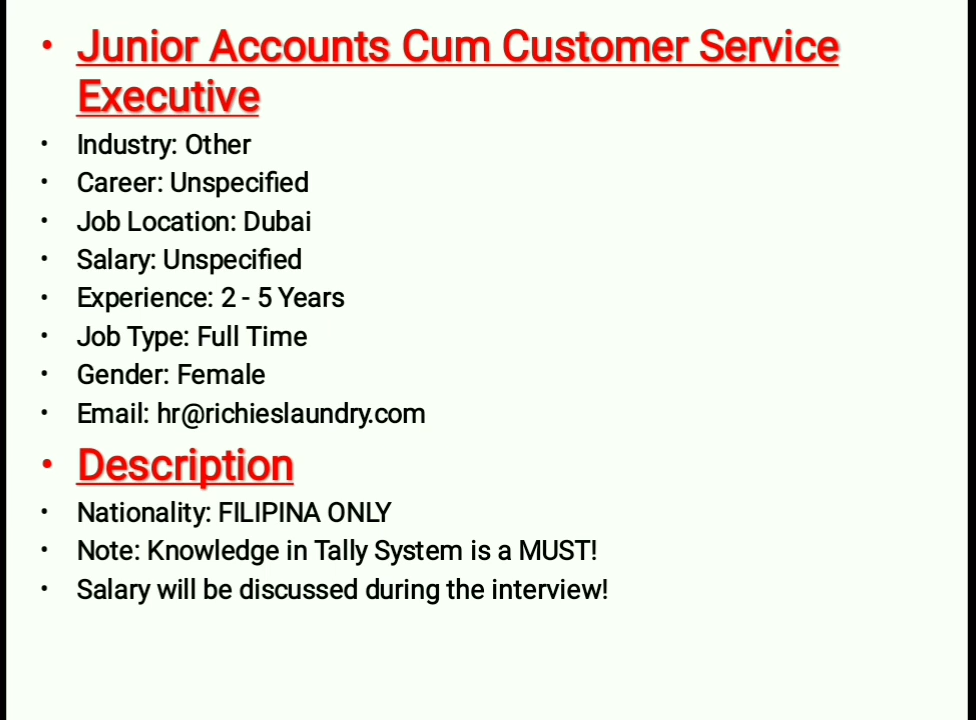 • Junior Accounts Cum Customer Service
Executive
• Industry: Other
• Career: Unspecified
• Job Location: Dubai
• Salary: Unspecified
• Experience: 2 - 5 Years
• Job Type: Full Time
• Gender: Female
• Email: hr@richieslaundry.com
• Description
• Nationality: FILIPINA ONLY
• Note: Knowledge in Tally System is a MUST!
• Salary will be discussed during the interview!